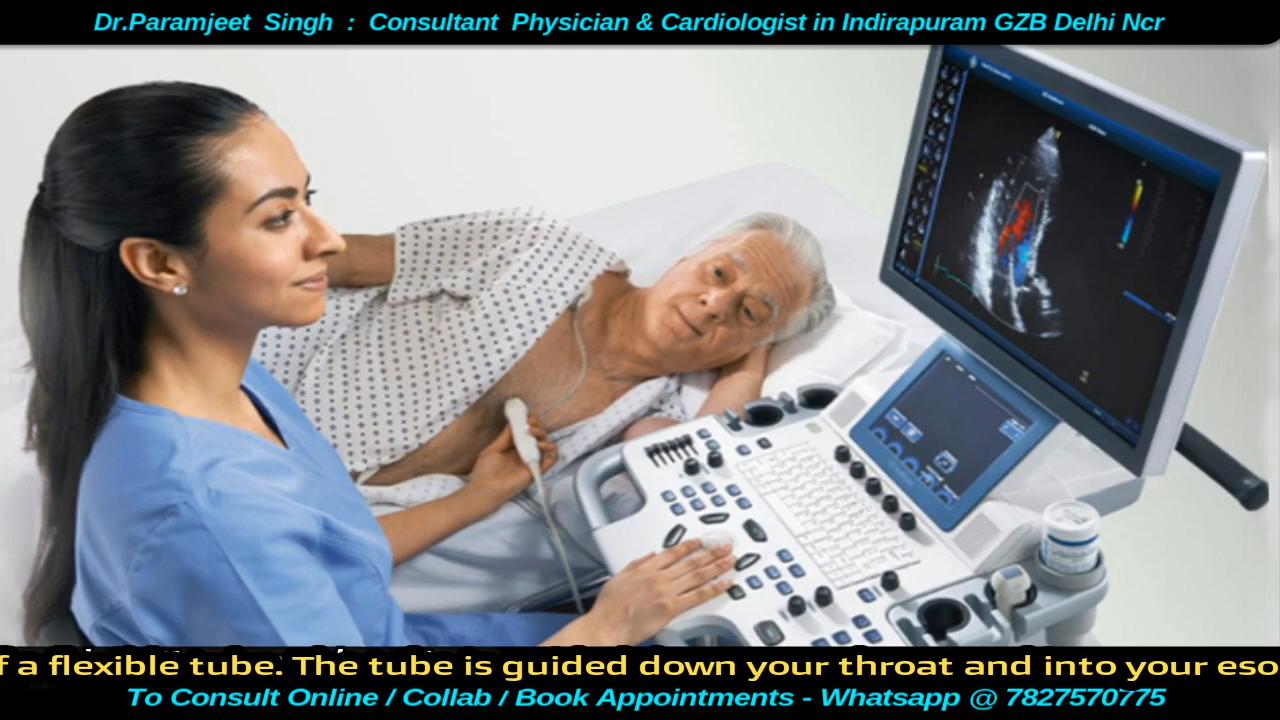 Dr.Paramjeet Singh : Consultant Physician & Cardiologist in Indirapuram GZB Delhi Ncr
f a flexible tube. The tube is guided down your throat and into your eso
To Consult Online / Collab / Book Appointments - Whatsapp @ 7827570775